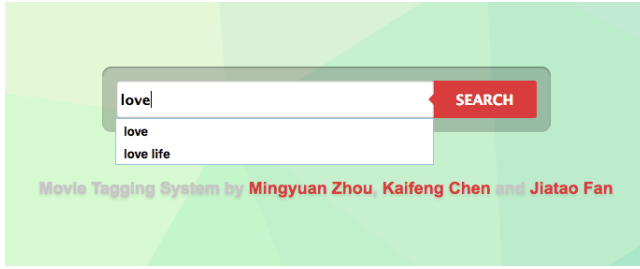 love SEARCH
love
love life
Movie Tagging System by Mingyuan Zhou, Kaifeng Chen and Jiatao Fan